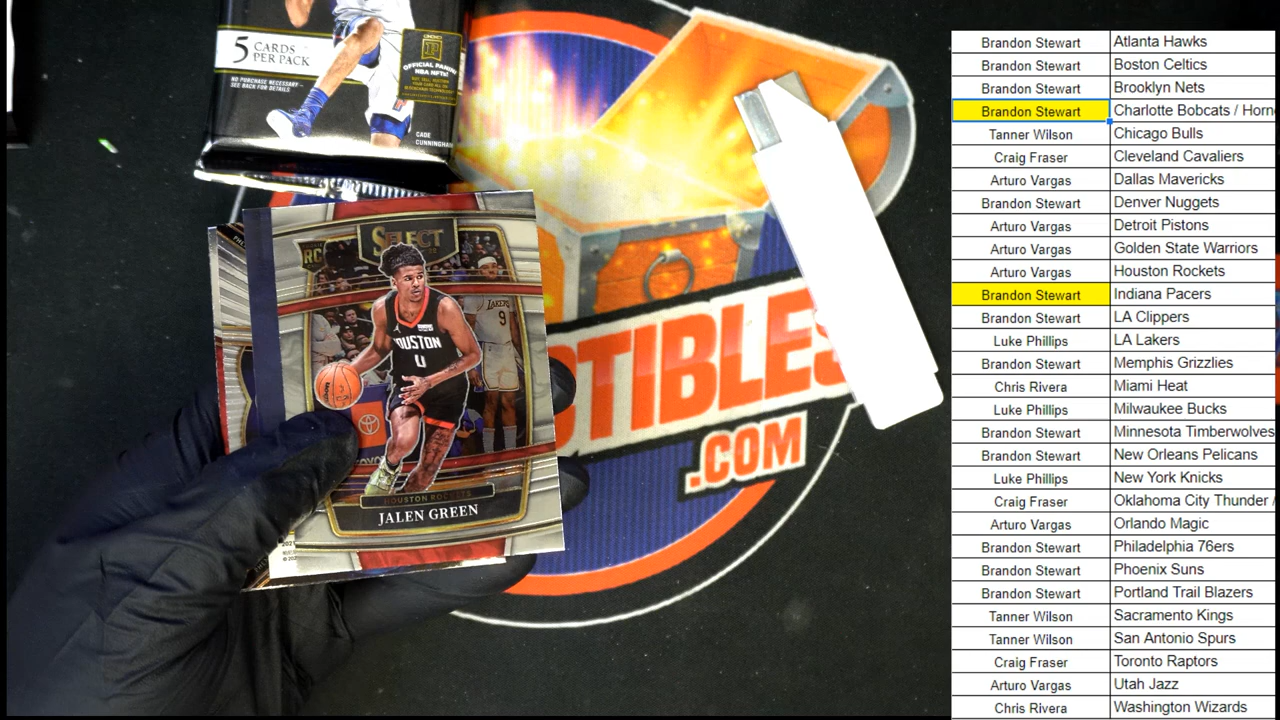 5 CARDS
PER PACK
NO PURCHASE NECESSARY –
SEE BACK FOR DETAILS
OFFICIAL PANINI
NBA NFTs!
CADE
CUNNINGHAM
RC
SELECT
LAKERS
9
HOUSTON
4
HOUSTON ROCKETS
JALEN GREEN
CTIBLES
.COM
Brandon Stewart Atlanta Hawks
Brandon Stewart Boston Celtics
Brandon Stewart Brooklyn Nets
Brandon Stewart Charlotte Bobcats / Horn
Tanner Wilson Chicago Bulls
Craig Fraser Cleveland Cavaliers
Arturo Vargas Dallas Mavericks
Brandon Stewart Denver Nuggets
Arturo Vargas Detroit Pistons
Arturo Vargas Golden State Warriors
Arturo Vargas Houston Rockets
Brandon Stewart Indiana Pacers
Brandon Stewart LA Clippers
Luke Phillips LA Lakers
Brandon Stewart Memphis Grizzlies
Chris Rivera Miami Heat
Luke Phillips Milwaukee Bucks
Brandon Stewart Minnesota Timberwolves
Brandon Stewart New Orleans Pelicans
Luke Phillips New York Knicks
Craig Fraser Oklahoma City Thunder /
Arturo Vargas Orlando Magic
Brandon Stewart Philadelphia 76ers
Brandon Stewart Phoenix Suns
Brandon Stewart Portland Trail Blazers
Tanner Wilson Sacramento Kings
Tanner Wilson San Antonio Spurs
Craig Fraser Toronto Raptors
Arturo Vargas Utah Jazz
Chris Rivera Washington Wizards